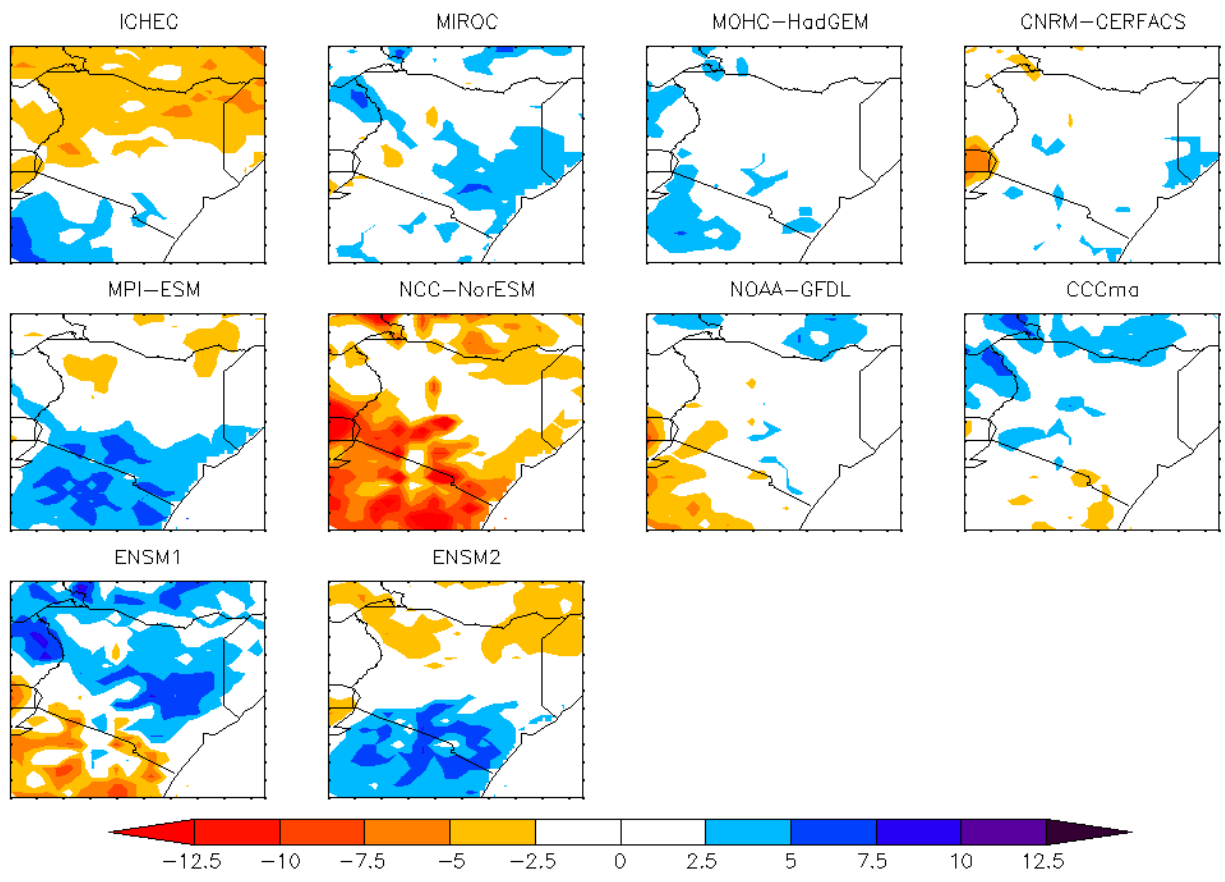 ICHEC MIROC MOHC-HadGEM CNRM-CERFACS
MPI-ESM NCC-NorESM NOAA-GFDL CCCma
ENSM1 ENSM2
-12.5 -10 -7.5 -5 -2.5 0 2.5 5 7.5 10 12.5